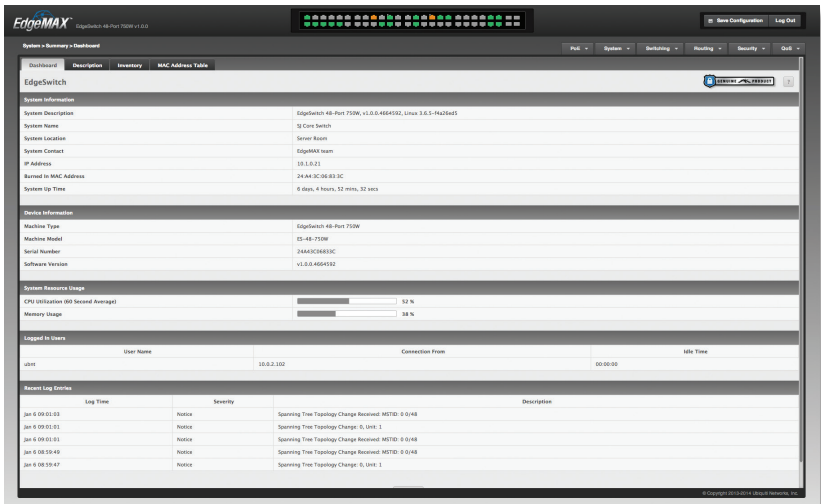 EdgeMAX EdgeSwitch 48-Port 750W v1.0.0
Save Configuration Log Out
System > Summary > Dashboard
PoE System Switching Routing Security QoS
Dashboard Description Inventory MAC Address Table
EdgeSwitch
GENUINE PRODUCT ?
System Information
System Description EdgeSwitch 48-Port 750W, v1.0.0.4664592, Linux 3.6.5-f4a26ed5
System Name SJ Core Switch
System Location Server Room
System Contact EdgeMAX team
IP Address 10.1.0.21
Burned In MAC Address 24:A4:3C:06:83:3C
System Up Time 6 days, 4 hours, 52 mins, 32 secs
Device Information
Machine Type EdgeSwitch 48-Port 750W
Machine Model ES-48-750W
Serial Number 24A43C06833C
Software Version v1.0.0.4664592
System Resource Usage
CPU Utilization (60 Second Average) 52 %
Memory Usage 38 %
Logged In Users
User Name Connection From Idle Time
ubnt 10.0.2.102 00:00:00
Recent Log Entries
Log Time Severity Description
Jan 6 09:01:03 Notice Spanning Tree Topology Change Received: MSTID: 0 0/48
Jan 6 09:01:01 Notice Spanning Tree Topology Change: 0, Unit: 1
Jan 6 09:01:01 Notice Spanning Tree Topology Change Received: MSTID: 0 0/48
Jan 6 08:59:49 Notice Spanning Tree Topology Change Received: MSTID: 0 0/48
Jan 6 08:59:47 Notice Spanning Tree Topology Change: 0, Unit: 1
© Copyright 2013-2014 Ubiquiti Networks, Inc.